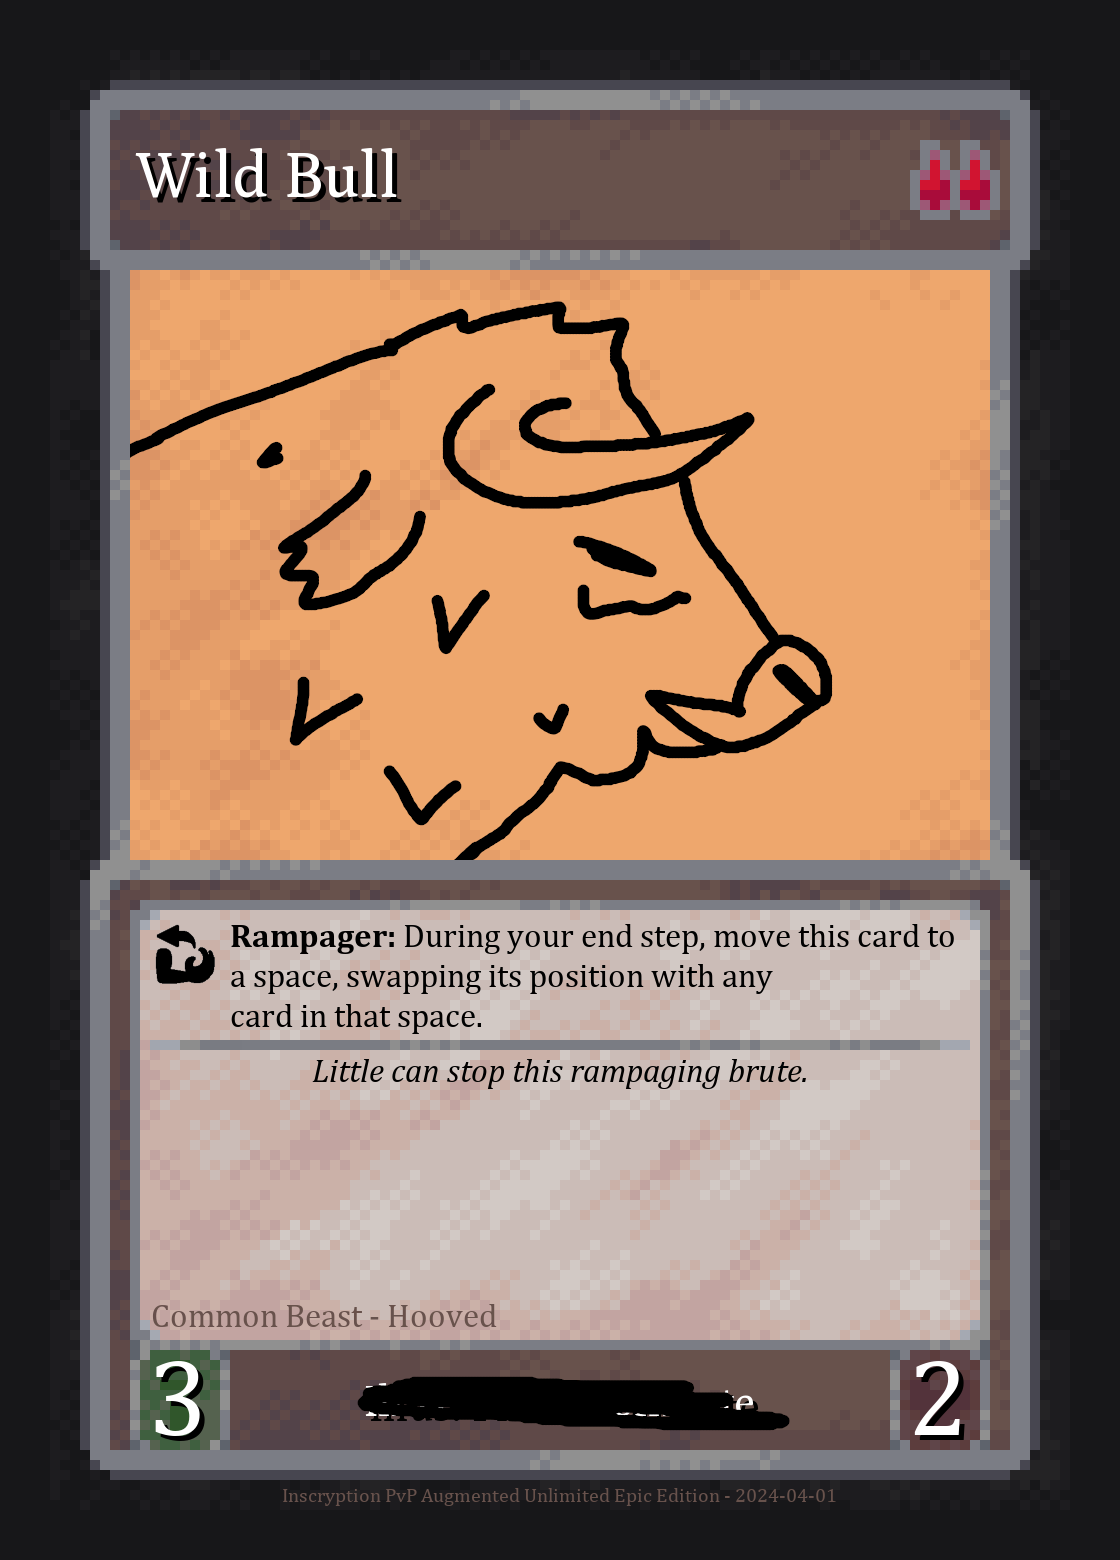 Wild Bull
Rampager: During your end step, move this card to
a space, swapping its position with any
card in that space.
Little can stop this rampaging brute.
Common Beast - Hooved
3
2
Inscryption PvP Augmented Unlimited Epic Edition - 2024-04-01